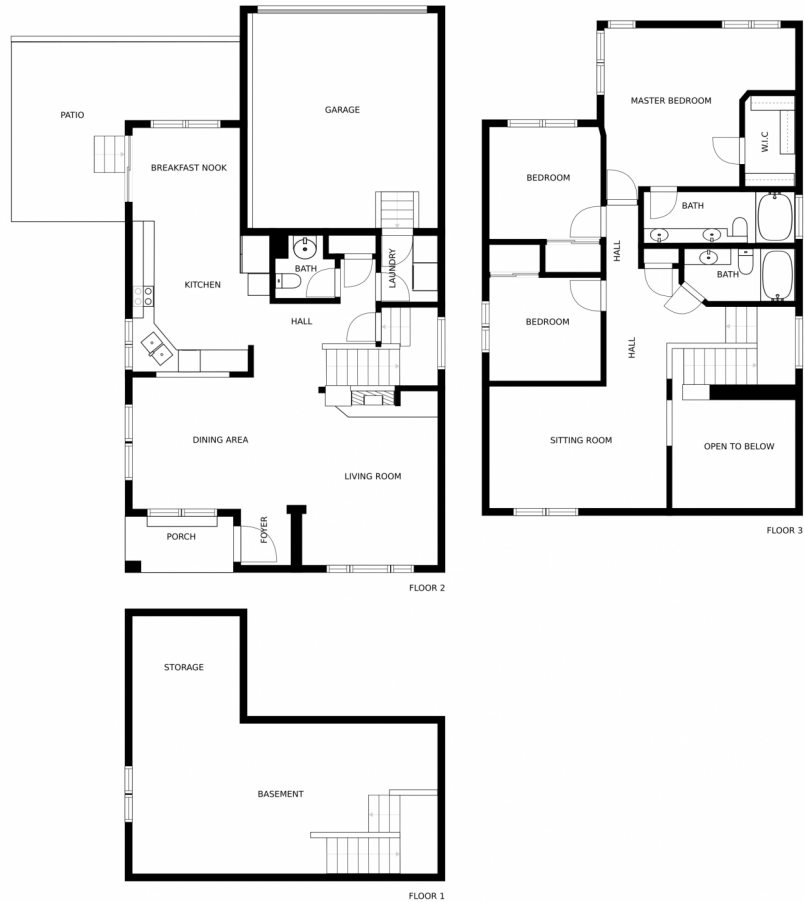 PATIO
GARAGE
BREAKFAST NOOK
BATH
LAUNDRY
KITCHEN
HALL
DINING AREA
LIVING ROOM
FOYER
PORCH
FLOOR 2
MASTER BEDROOM
W.I.C
BEDROOM
BATH
HALL
BATH
BEDROOM
HALL
SITTING ROOM
OPEN TO BELOW
FLOOR 3
STORAGE
BASEMENT
FLOOR 1